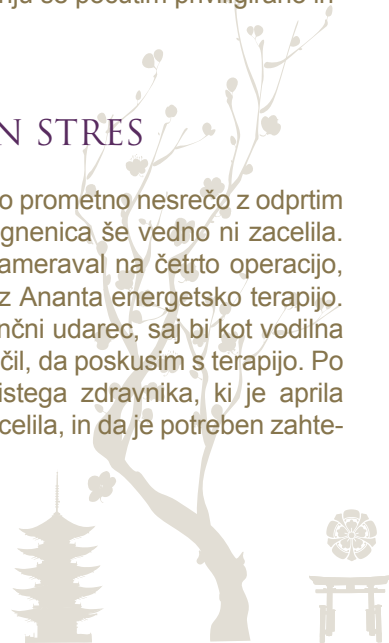 se počutim priviligirano in
N STRES
o prometno nesrečo z odprtim
gnenica še vedno ni zacelila.
ameraval na četrto operacijo,
z Ananta energetsko terapijo.
nčni udarec, saj bi kot vodilna
čil, da poskusim s terapijo. Po
istega zdravnika, ki je aprila
celila, in da je potreben zahte-